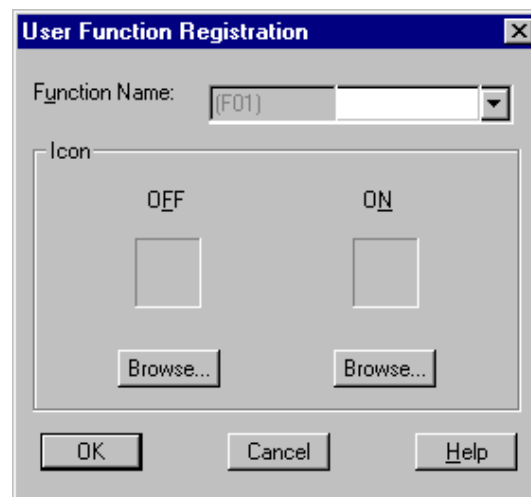 User Function Registration
Function Name: (F01)
Icon
OFF ON
Browse... Browse...
OK Cancel Help